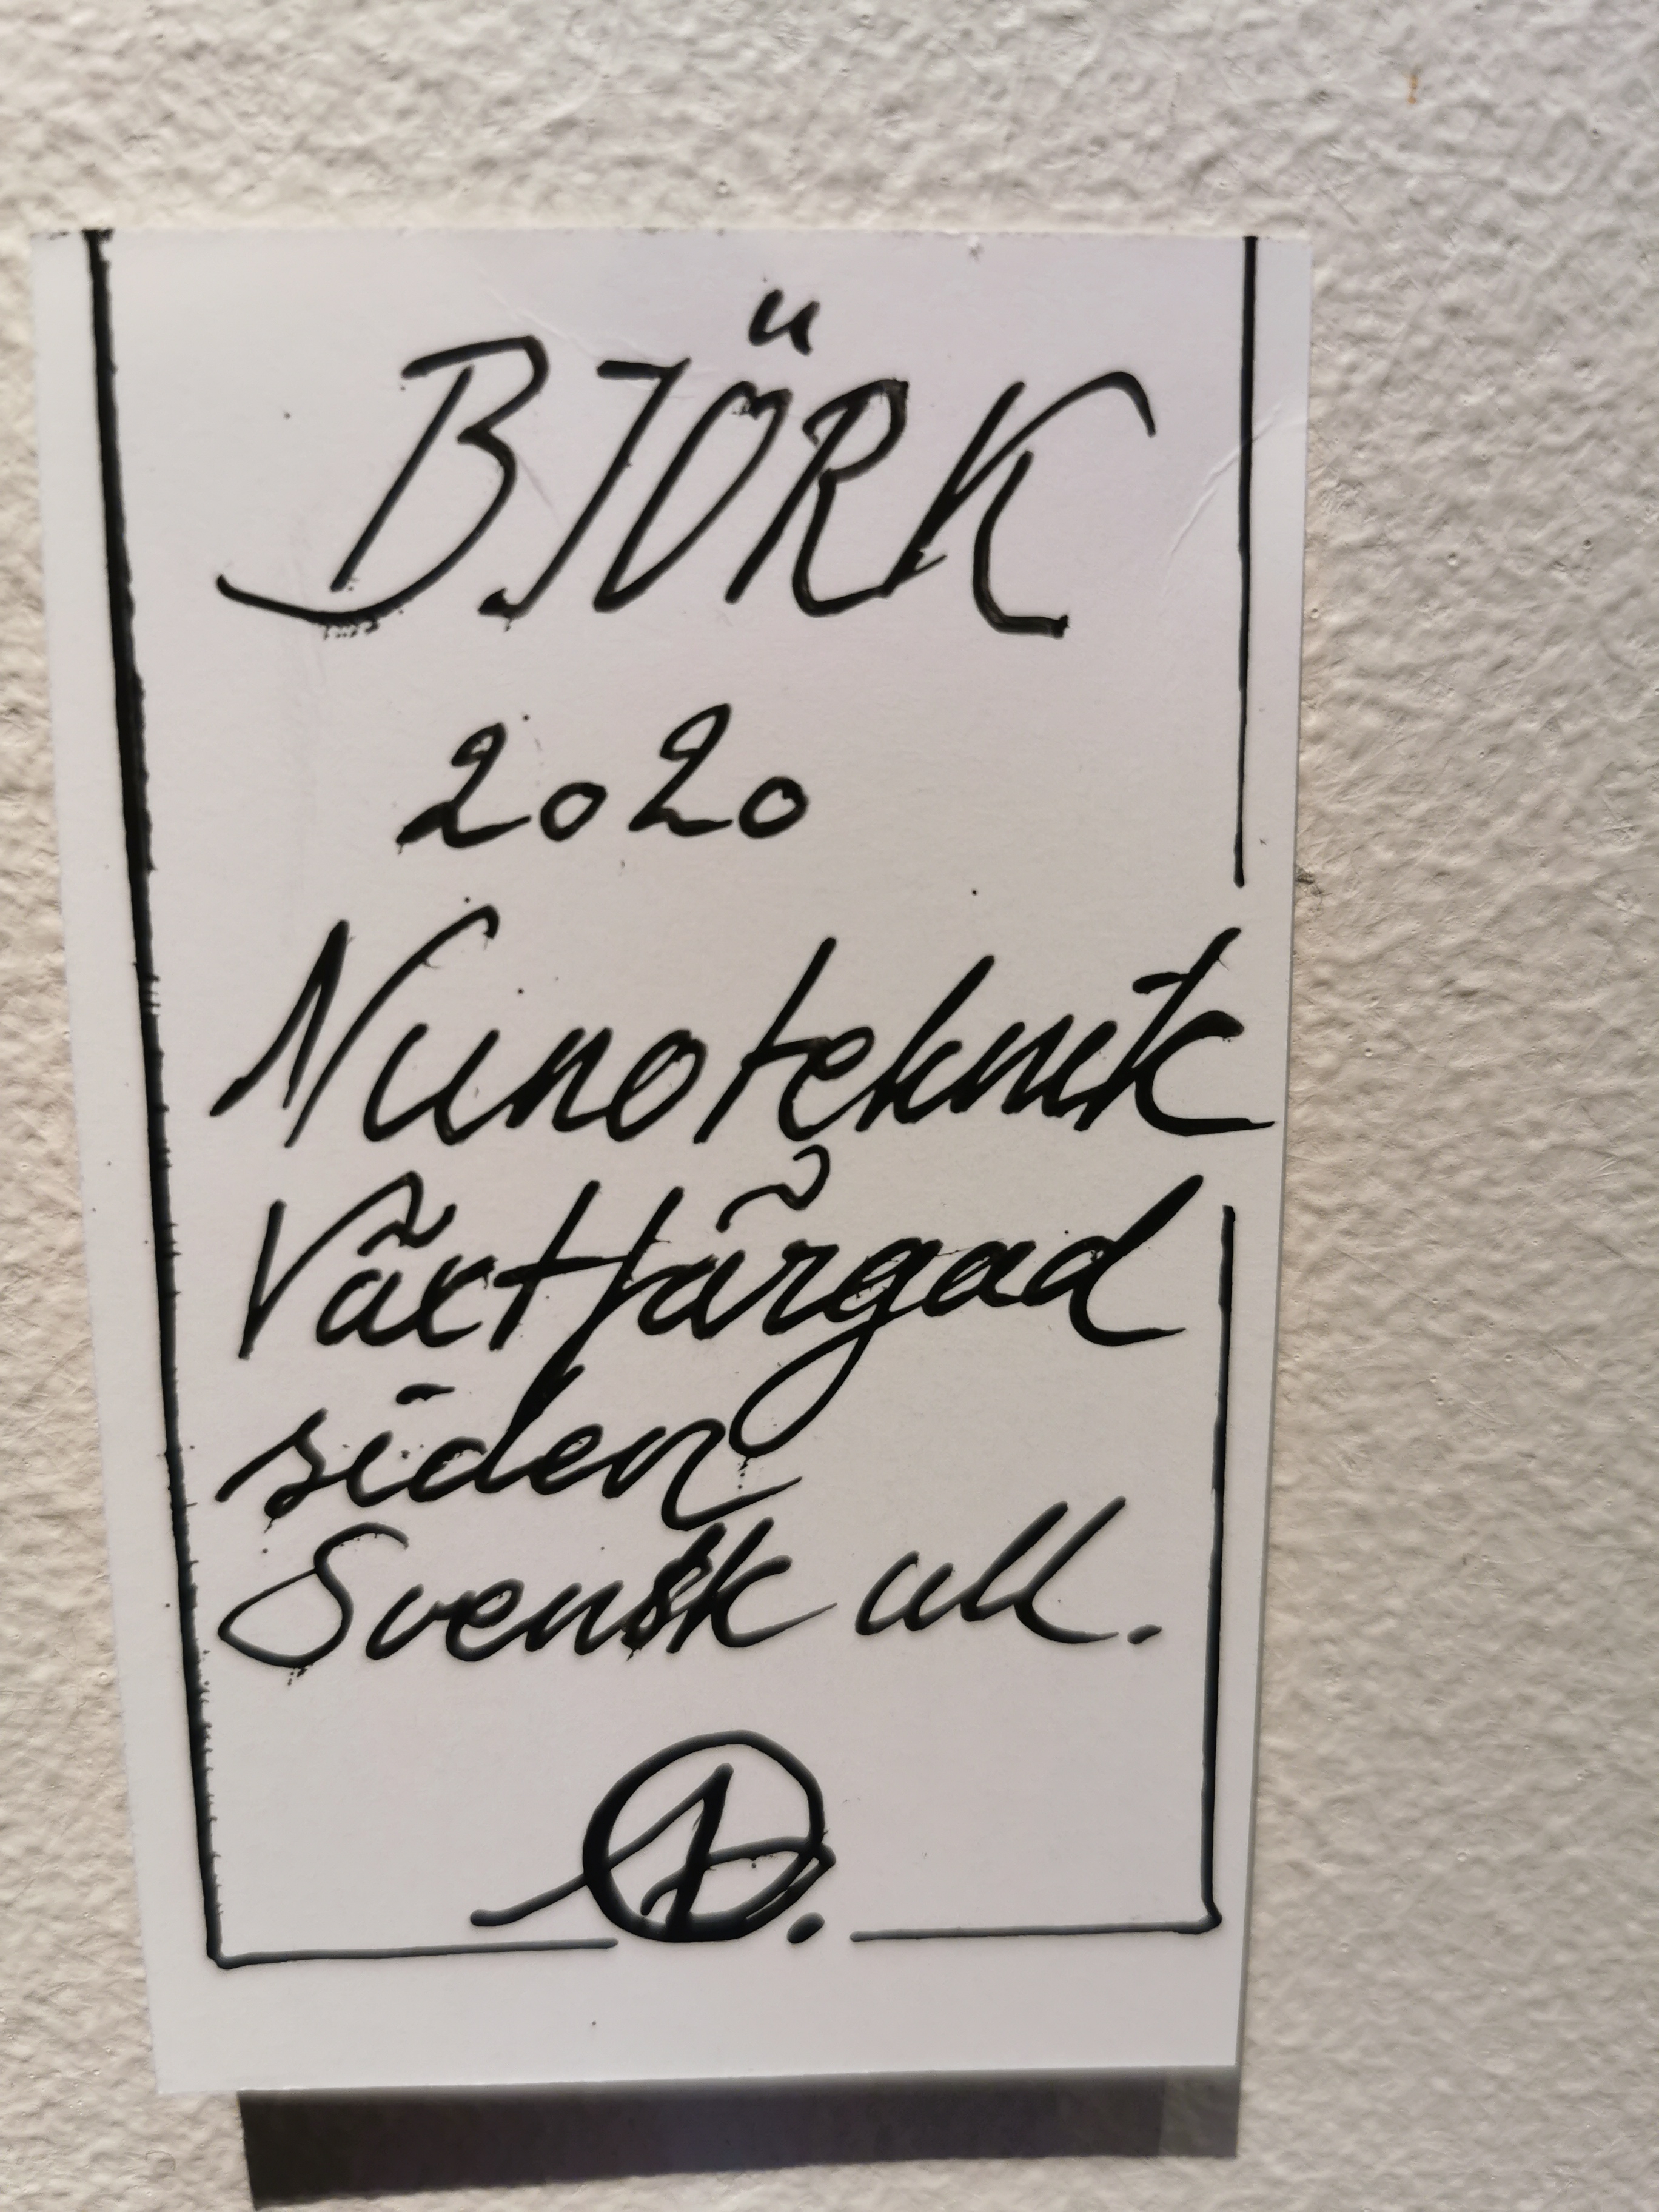 BJÖRK
2020
Nunoteknik
Växtfärgad
siden
Svensk ull.